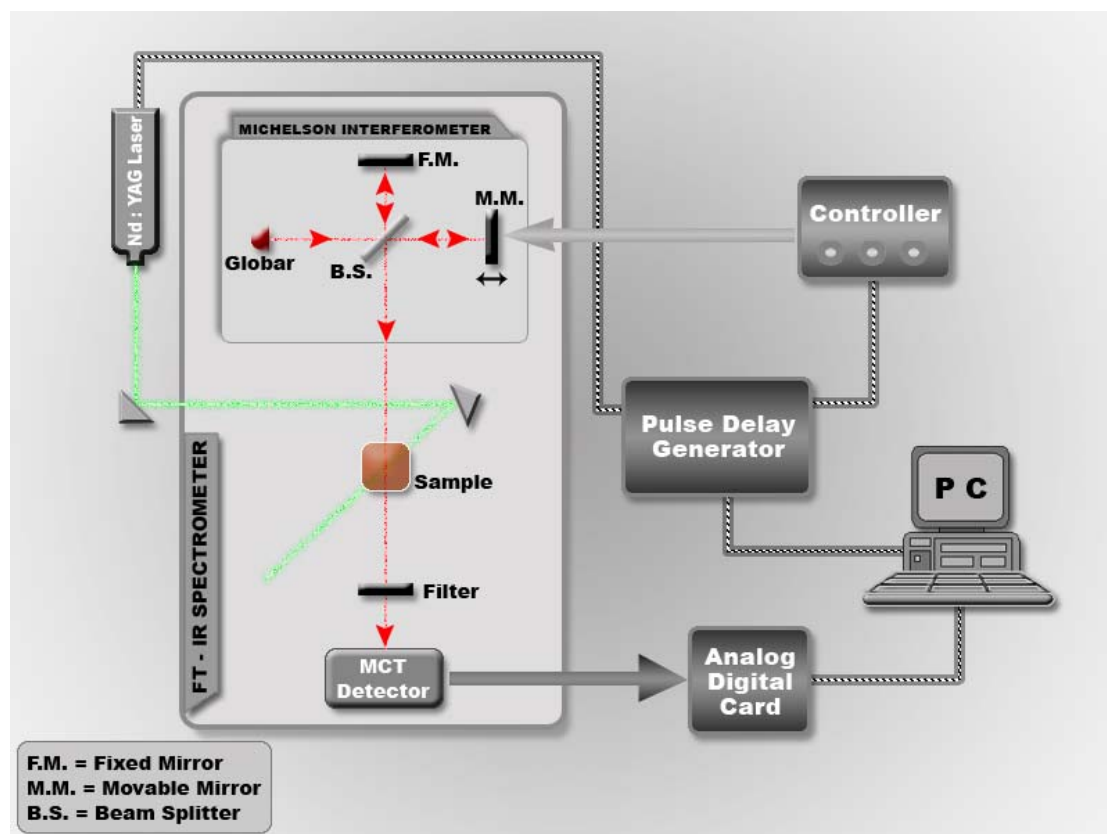 Nd : YAG Laser
MICHELSON INTERFEROMETER
F.M.
M.M.
Globar
B.S.
Controller
Pulse Delay
Generator
P C
Sample
Filter
MCT
Detector
Analog
Digital
Card
FT - IR SPECTROMETER
F.M. = Fixed Mirror
M.M. = Movable Mirror
B.S. = Beam Splitter